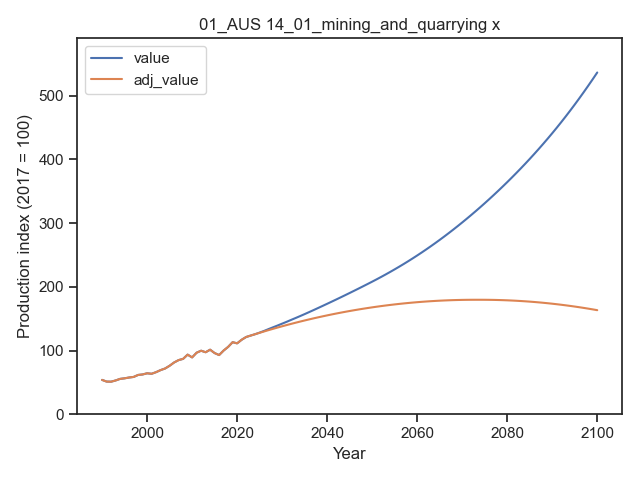 01_AUS 14_01_mining_and_quarrying x
value
adj_value
Production index (2017 = 100)
500
400
300
200
100
0
2000 2020 2040 2060 2080 2100
Year